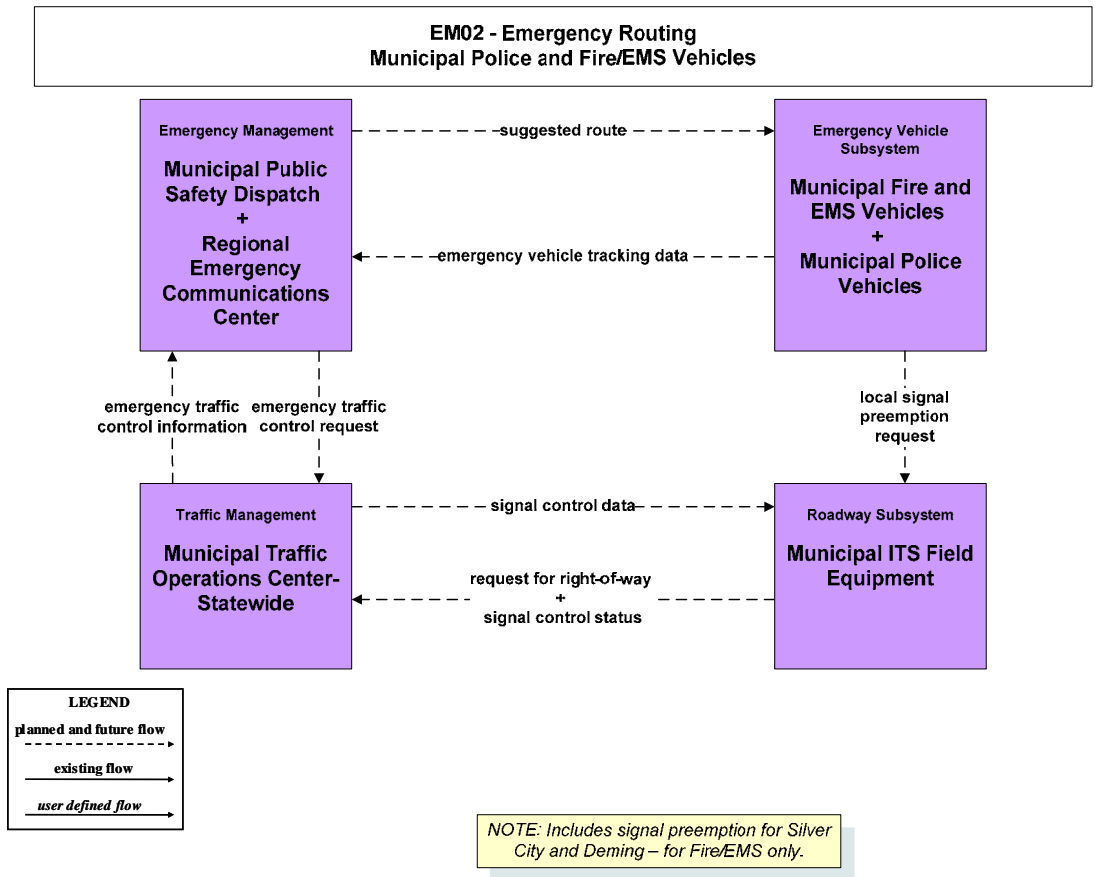 EM02 - Emergency Routing
Municipal Police and Fire/EMS Vehicles
Emergency Management
Municipal Public
Safety Dispatch
+
Regional
Emergency
Communications
Center
suggested route
emergency vehicle tracking data
Emergency Vehicle
Subsystem
Municipal Fire and
EMS Vehicles
+
Municipal Police
Vehicles
emergency traffic
control information
emergency traffic
control request
local signal
preemption
request
Traffic Management
Municipal Traffic
Operations Center-
Statewide
signal control data
request for right-of-way
+
signal control status
Roadway Subsystem
Municipal ITS Field
Equipment
LEGEND
planned and future flow
existing flow
user defined flow
NOTE: Includes signal preemption for Silver
City and Deming – for Fire/EMS only.